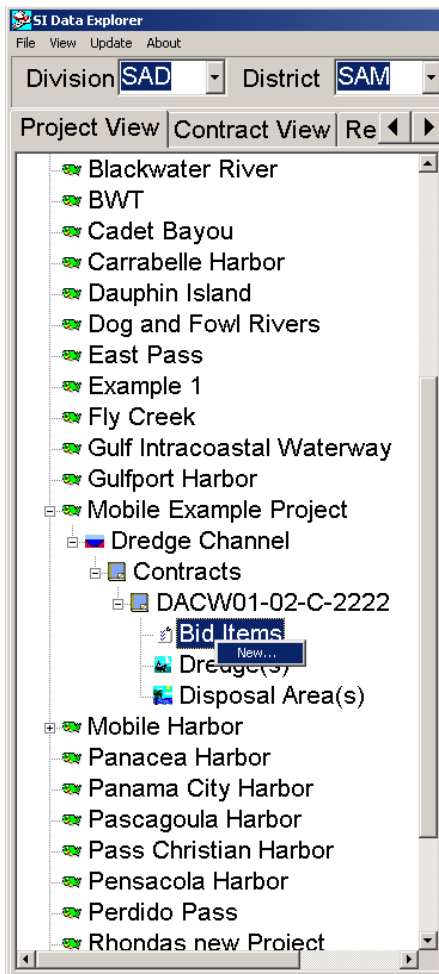 SI Data Explorer
File View Update About
Division SAD District SAM
Project View Contract View Re
Blackwater River
BWT
Cadet Bayou
Carrabelle Harbor
Dauphin Island
Dog and Fowl Rivers
East Pass
Example 1
Fly Creek
Gulf Intracoastal Waterway
Gulfport Harbor
Mobile Example Project
Dredge Channel
Contracts
DACW01-02-C-2222
Bid Items
New...
Dredge(s)
Disposal Area(s)
Mobile Harbor
Panacea Harbor
Panama City Harbor
Pascagoula Harbor
Pass Christian Harbor
Pensacola Harbor
Perdido Pass
Rhondas new Project